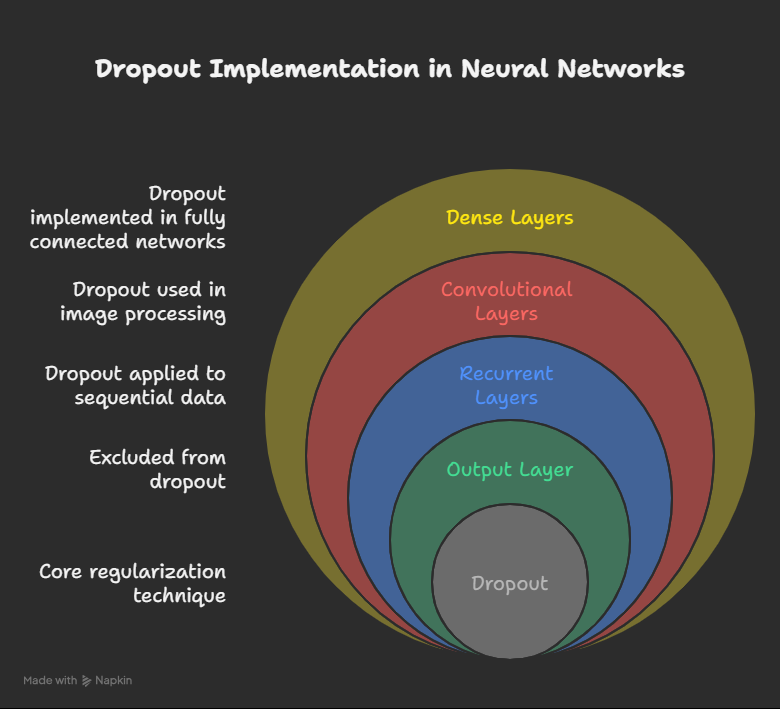 Dropout Implementation in Neural Networks
Dropout
implemented in fully
connected networks
Dense Layers
Dropout used in
image processing
Convolutional
Layers
Dropout applied to
sequential data
Recurrent
Layers
Excluded from
dropout
Output Layer
Core regularization
technique
Dropout
Made with Napkin